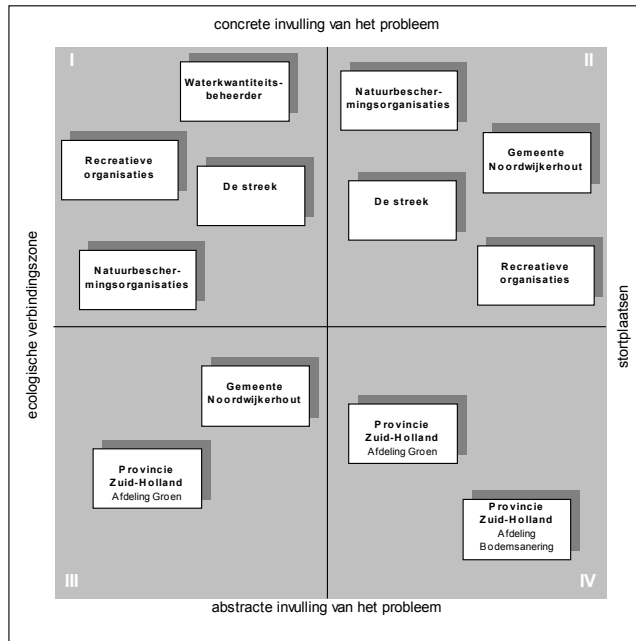 concrete invulling van het probleem
I
Waterkwantiteits-
beheerder
Recreatieve
organisaties
De streek
Natuurbescher-
mingsorganisaties
II
Natuurbescher-
mingsorganisaties
Gemeente
Noordwijkerhout
De streek
Recreatieve
organisaties
ecologische verbindingszone
stortplaatsen
Gemeente
Noordwijkerhout
Provincie
Zuid-Holland
Afdeling Groen
III
Provincie
Zuid-Holland
Afdeling Groen
Provincie
Zuid-Holland
Afdeling
Bodemsanering
IV
abstracte invulling van het probleem